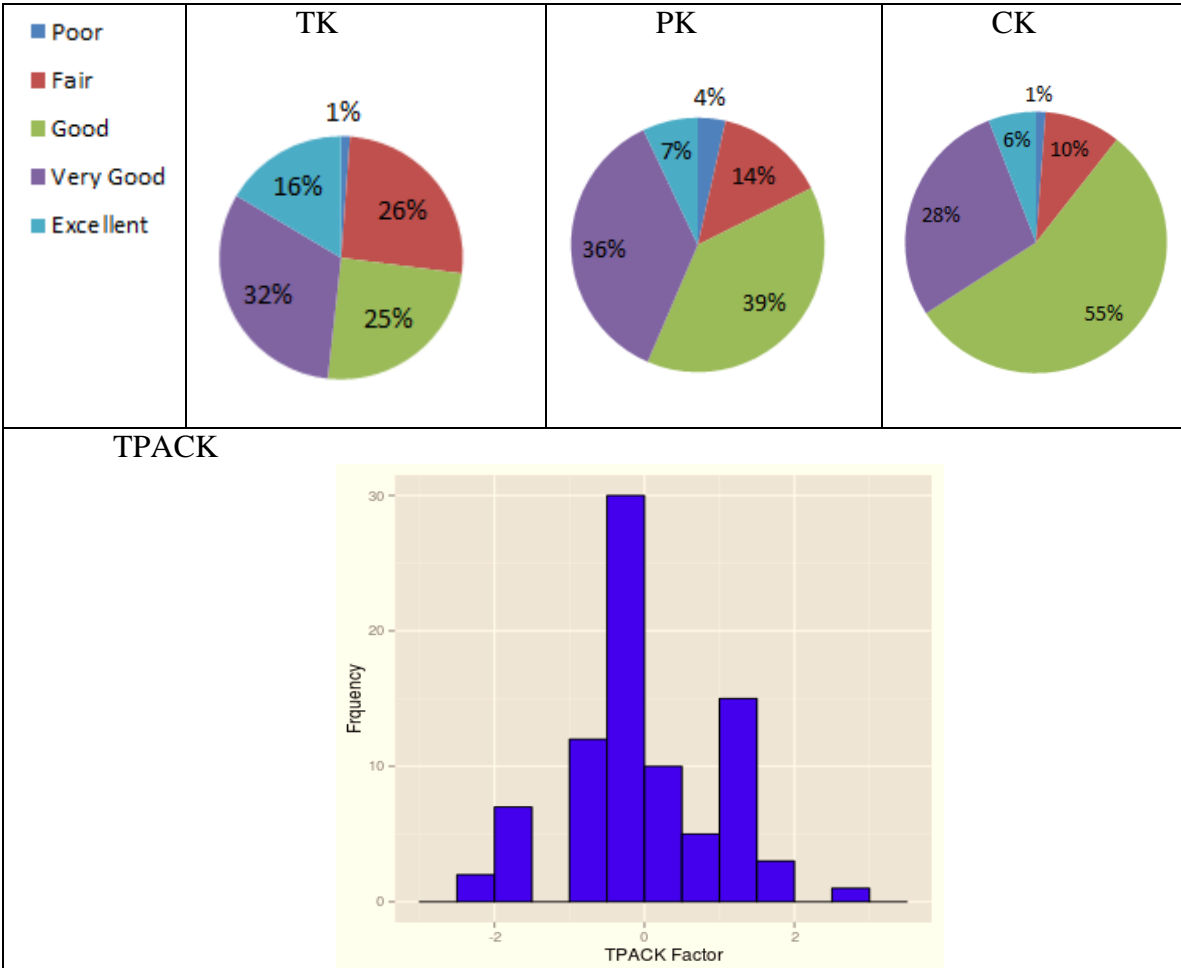 Poor
Fair
Good
Very Good
Excellent
TK
1%
26%
25%
32%
16%
PK
4%
14%
39%
36%
7%
CK
1%
10%
55%
28%
6%
TPACK
Frquency
30
20
10
0
-2
0
2
TPACK Factor